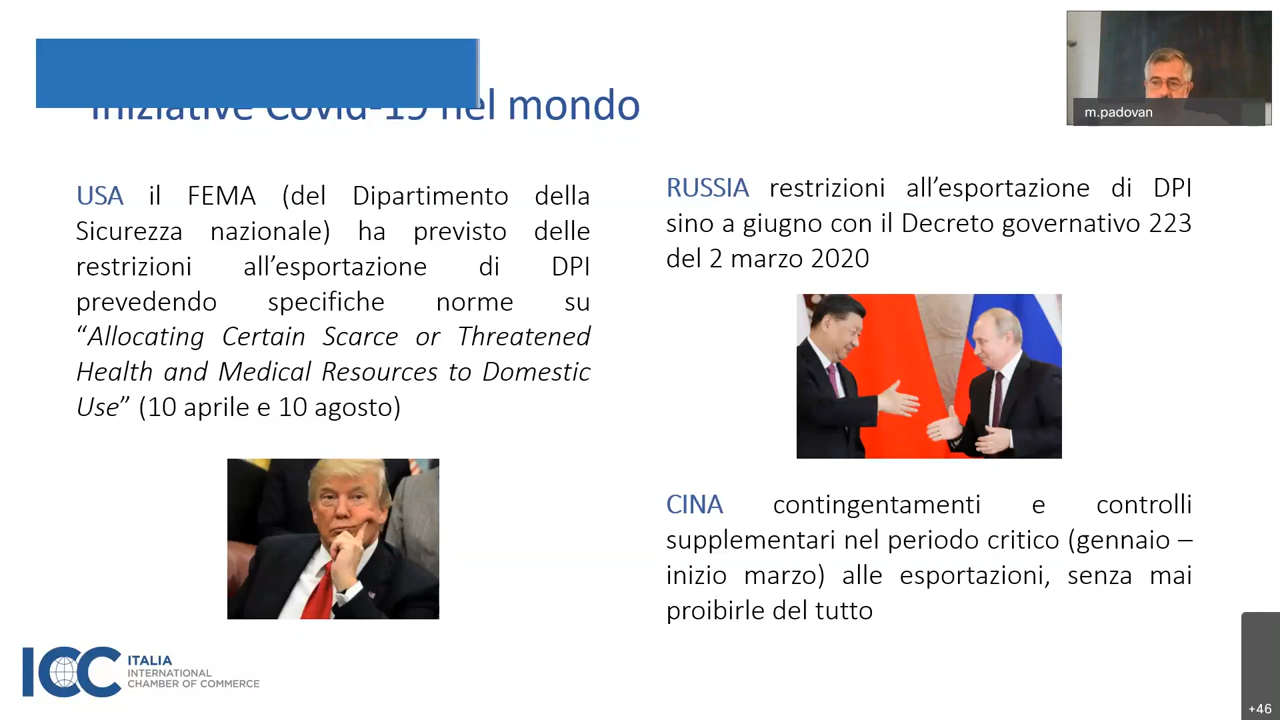 Iniziative Covid-19 nel mondo
m.padovan
USA il FEMA (del Dipartimento della
Sicurezza nazionale) ha previsto delle
restrizioni all’esportazione di DPI
prevedendo specifiche norme su
“Allocating Certain Scarce or Threatened
Health and Medical Resources to Domestic
Use” (10 aprile e 10 agosto)
RUSSIA restrizioni all’esportazione di DPI
sino a giugno con il Decreto governativo 223
del 2 marzo 2020
CINA contingentamenti e controlli
supplementari nel periodo critico (gennaio –
inizio marzo) alle esportazioni, senza mai
proibirle del tutto
ICC ITALIA
INTERNATIONAL
CHAMBER OF COMMERCE
+46